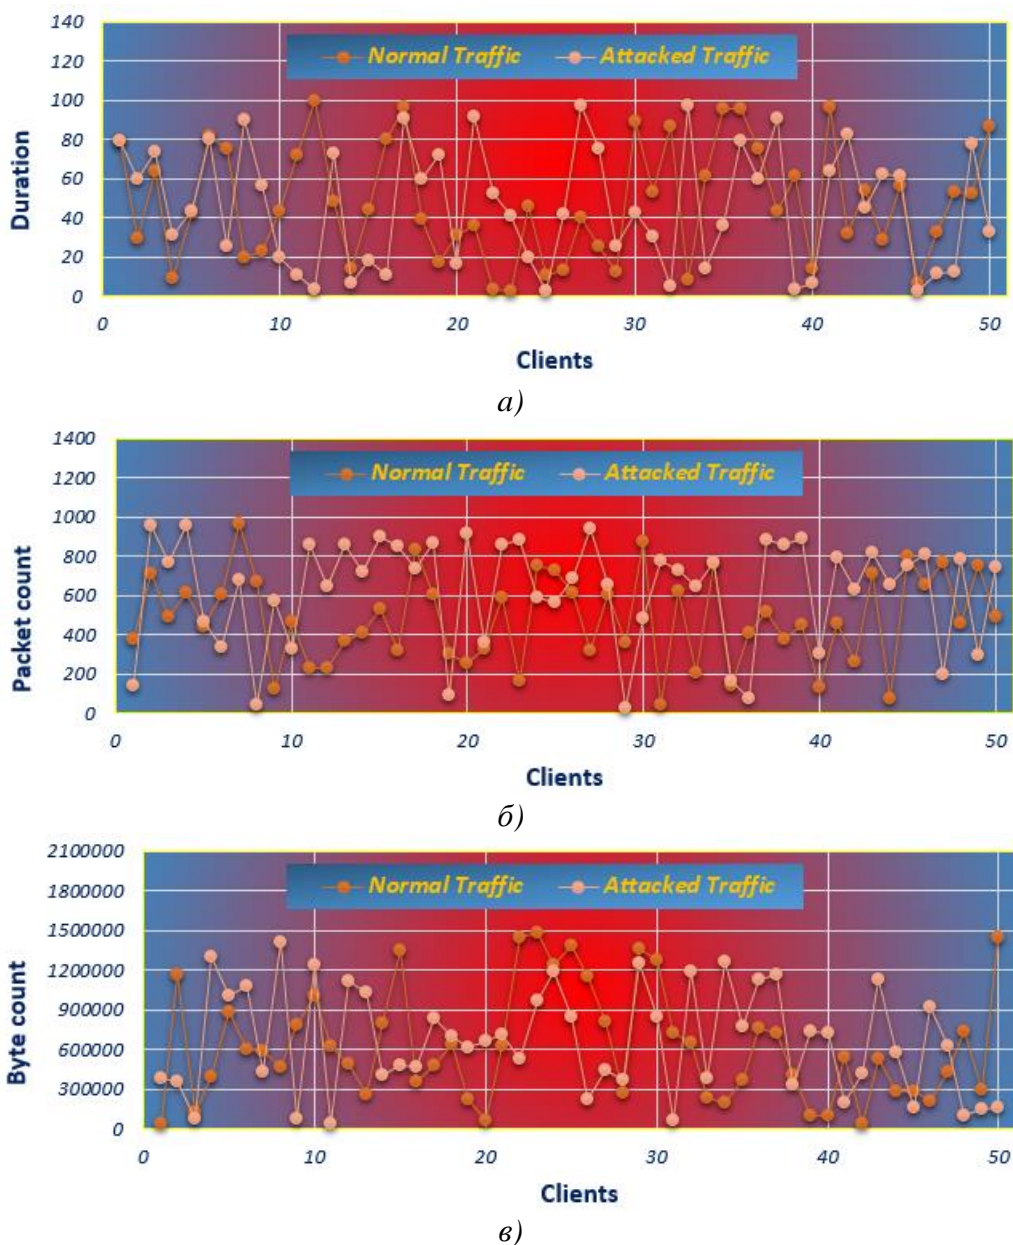 140
120
100
80
60
40
20
0
Duration
Normal Traffic Attacked Traffic
0 10 20 30 40 50
Clients
а)
1400
1200
1000
800
600
400
200
0
Packet count
Normal Traffic Attacked Traffic
0 10 20 30 40 50
Clients
б)
2100000
1800000
1500000
1200000
900000
600000
300000
0
Byte count
Normal Traffic Attacked Traffic
0 10 20 30 40 50
Clients
в)